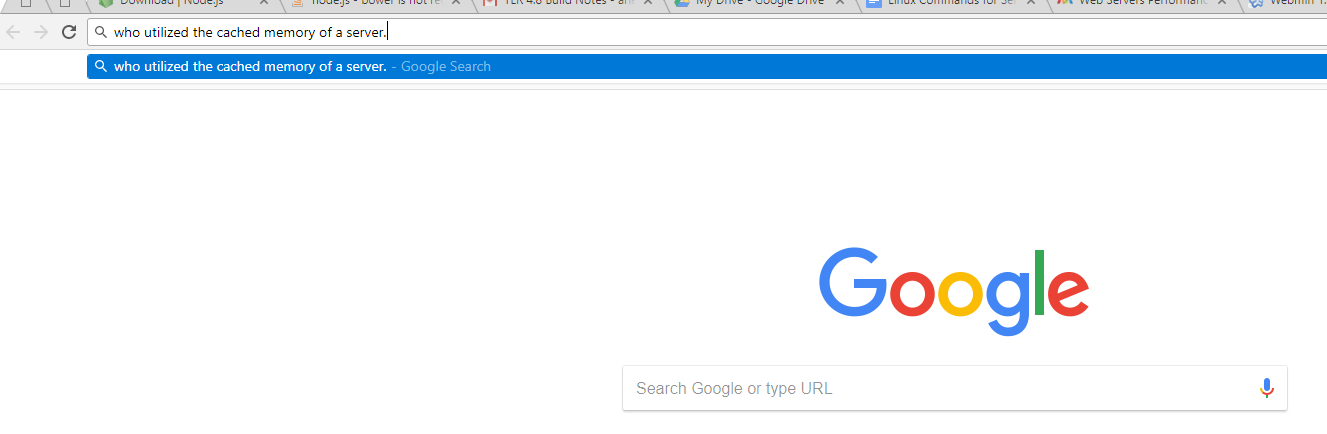 Download | Node.js
node.js - bower is not re
4.8 Build Notes - an
My Drive - Google Drive
Linux Commands for Se
Web Servers Performanc
Webmin 1.
who utilized the cached memory of a server.
who utilized the cached memory of a server. - Google Search
Google
Search Google or type URL